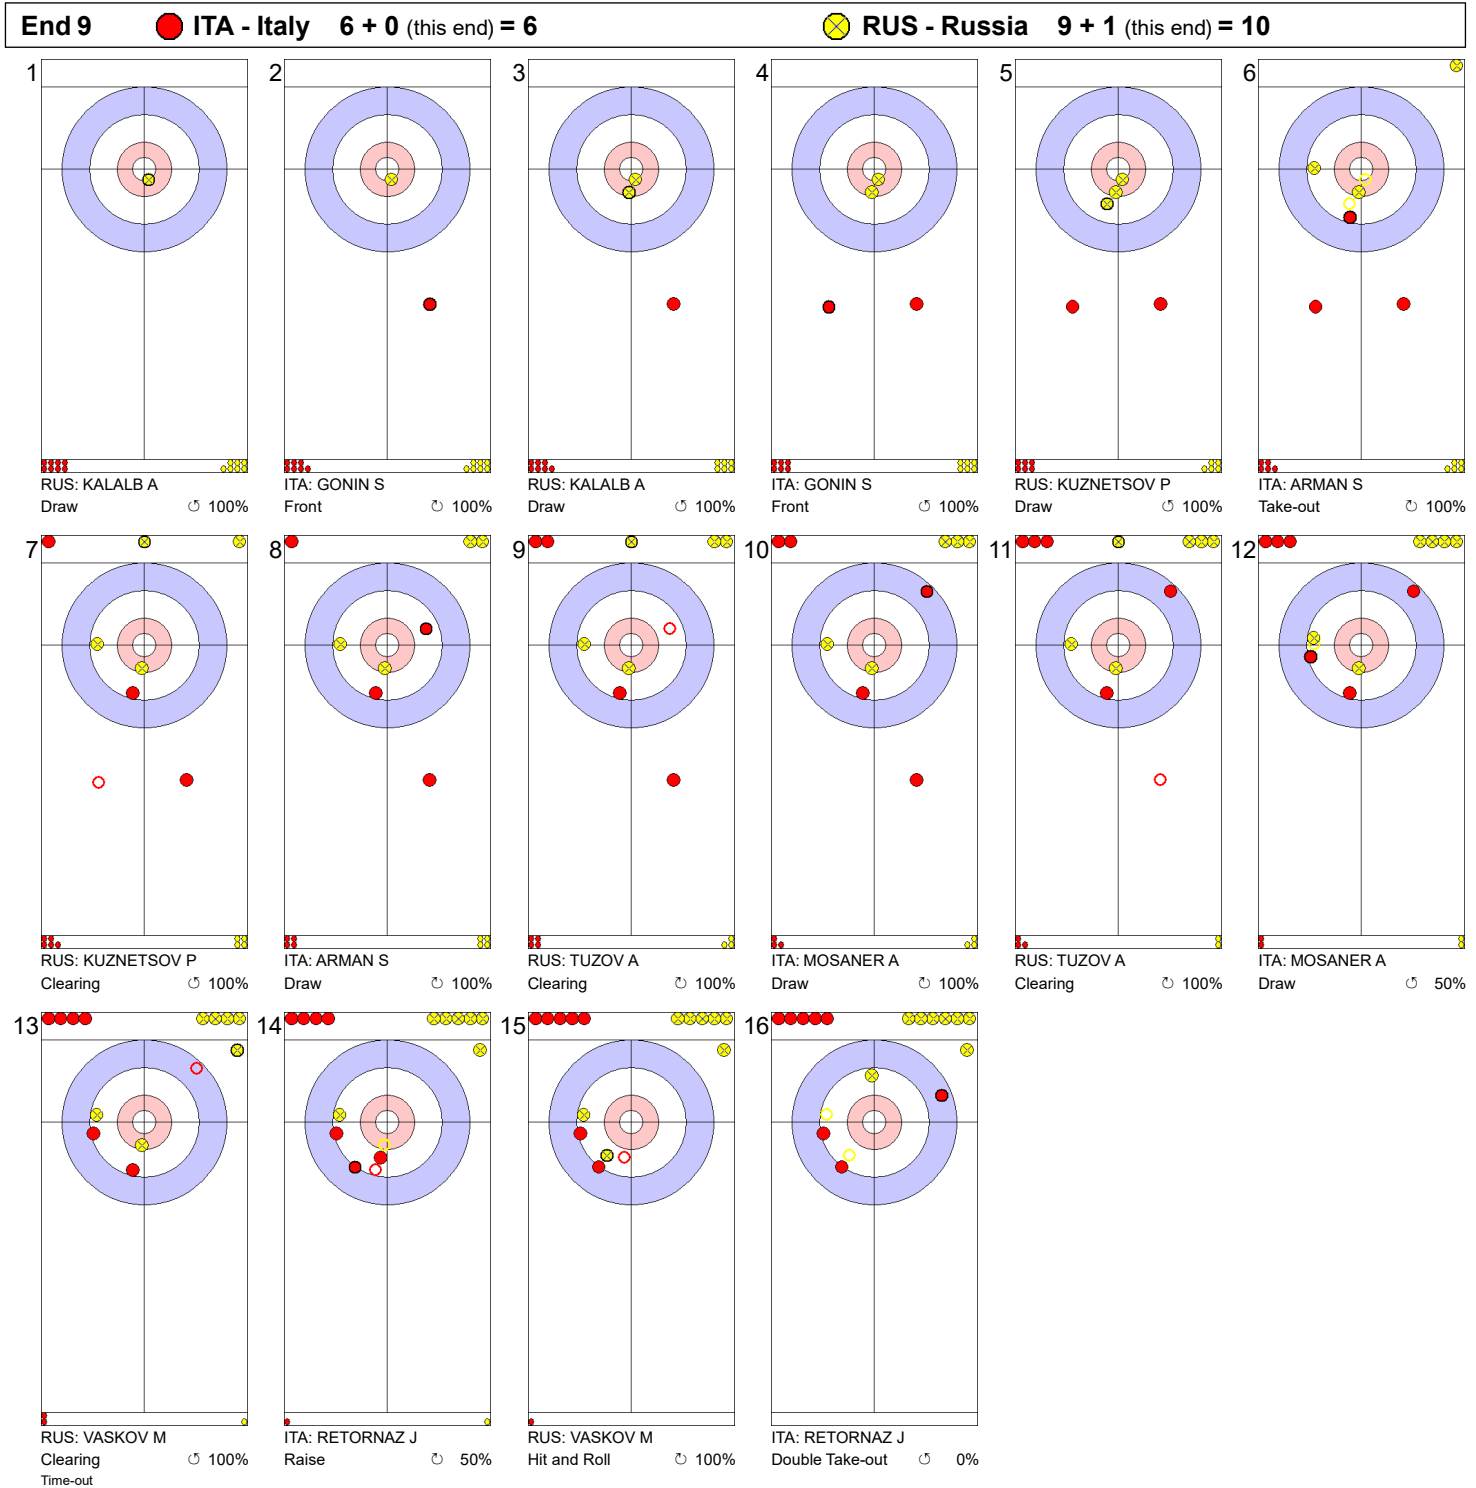 End 9 ITA - Italy 6 + 0 (this end) = 6 RUS - Russia 9 + 1 (this end) = 10
1 2 3 4 5 6
RUS: KALALB A ITA: GONIN S RUS: KALALB A ITA: GONIN S RUS: KUZNETSOV P ITA: ARMAN S
Draw ↺ 100% Front ↻ 100% Draw ↺ 100% Front ↻ 100% Draw ↺ 100% Take-out ↻ 100%
7 8 9 10 11 12
RUS: KUZNETSOV P ITA: ARMAN S RUS: TUZOV A ITA: MOSANER A RUS: TUZOV A ITA: MOSANER A
Clearing ↺ 100% Draw ↻ 100% Clearing ↻ 100% Draw ↻ 100% Clearing ↻ 100% Draw ↺ 50%
13 14 15 16
RUS: VASKOV M ITA: RETORNAZ J RUS: VASKOV M ITA: RETORNAZ J
Clearing ↺ 100% Raise ↻ 50% Hit and Roll ↻ 100% Double Take-out ↺ 0%
Time-out